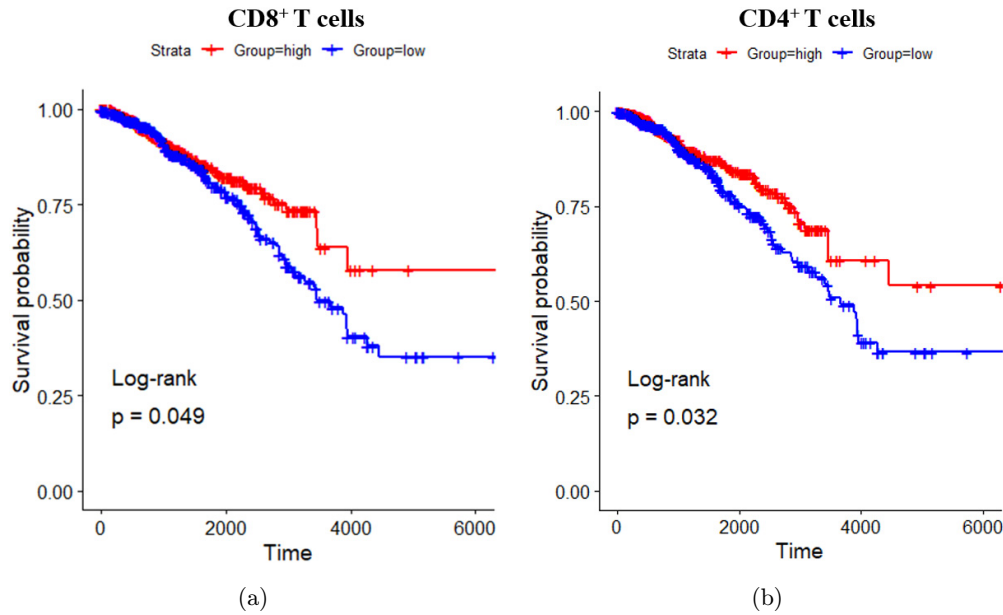 CD8⁺ T cells
Strata Group=high Group=low
1.00
0.75
0.50
0.25
0.00
Survival probability
Log-rank
p = 0.049
0 2000 4000 6000
Time
(a)
CD4⁺ T cells
Strata Group=high Group=low
1.00
0.75
0.50
0.25
0.00
Survival probability
Log-rank
p = 0.032
0 2000 4000 6000
Time
(b)